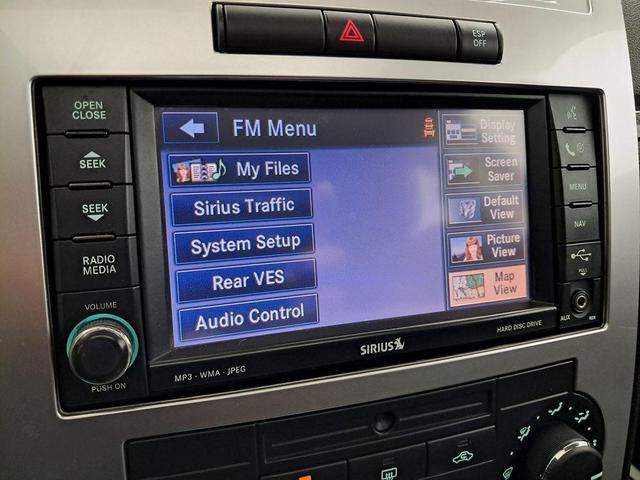 ESP
OFF
OPEN
CLOSE
SEEK
SEEK
RADIO
MEDIA
VOLUME
PUSH ON
FM Menu
My Files
Sirius Traffic
System Setup
Rear VES
Audio Control
Display
Setting
Screen
Saver
Default
View
Picture
View
Map
View
MENU
NAV
PULL
AUX
MP3 · WMA · JPEG
SIRIUS
HARD DISC DRIVE